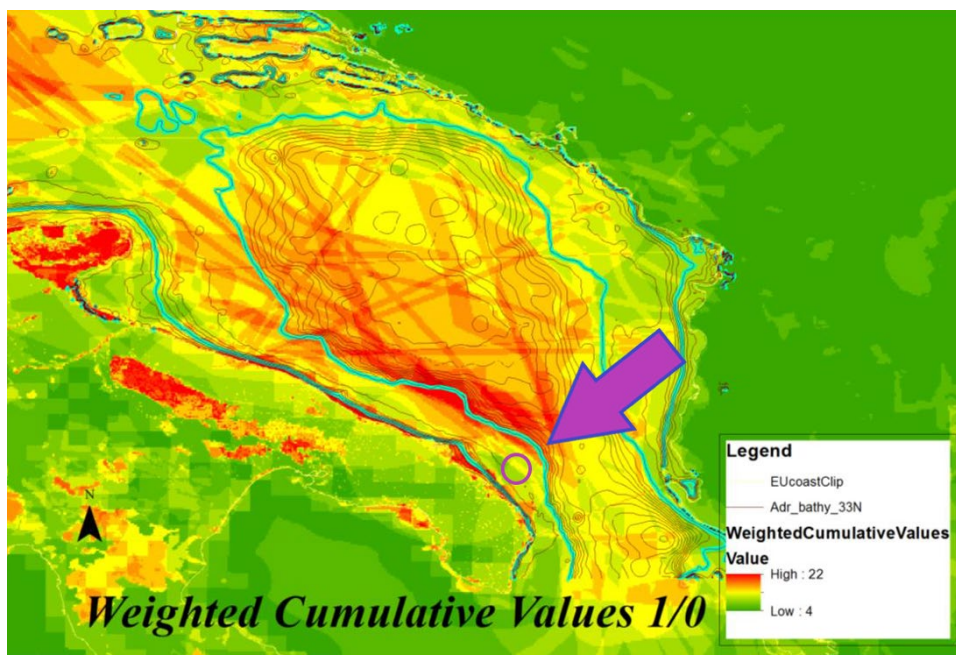 N
Legend
EUcoastClip
Adr_bathy_33N
WeightedCumulativeValues
Value
High : 22
Low : 4
Weighted Cumulative Values 1/0